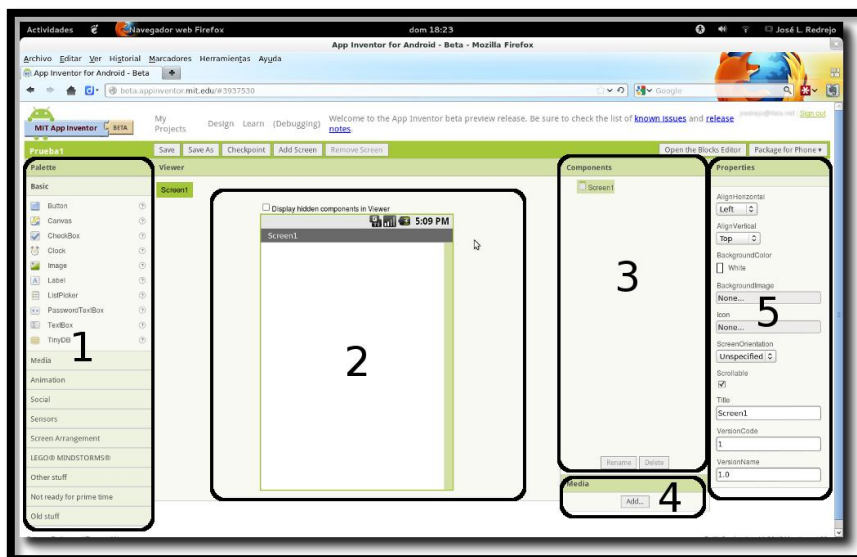 Actividades Navegador web Firefox dom 18:23 José L. Redrejo
App Inventor for Android - Beta - Mozilla Firefox
Archivo Editar Ver Historial Marcadores Herramientas Ayuda
App Inventor for Android - Beta
beta.appinventor.mit.edu/#3937530 Google
MIT App Inventor BETA
My Projects Design Learn (Debugging)
Welcome to the App Inventor beta preview release. Be sure to check the list of known issues and release notes.
Sign out
Prueba1 Save Save As Checkpoint Add Screen Remove Screen Open the Blocks Editor Package for Phone
Palette
Basic
Button
Canvas
CheckBox
Clock
Image
Label
ListPicker
PasswordTextBox
TextBox
TinyDB
1
Media
Animation
Social
Sensors
Screen Arrangement
LEGO® MINDSTORMS®
Other stuff
Not ready for prime time
Old stuff
Viewer
Screen1
Display hidden components in Viewer
5:09 PM
Screen1
2
Components
Screen1
3
Rename Delete
Media
Add...
4
Properties
AlignHorizontal
Left
AlignVertical
Top
BackgroundColor
White
BackgroundImage
None...
5
Icon
None...
ScreenOrientation
Unspecified
Scrollable
Title
Screen1
VersionCode
1
VersionName
1.0